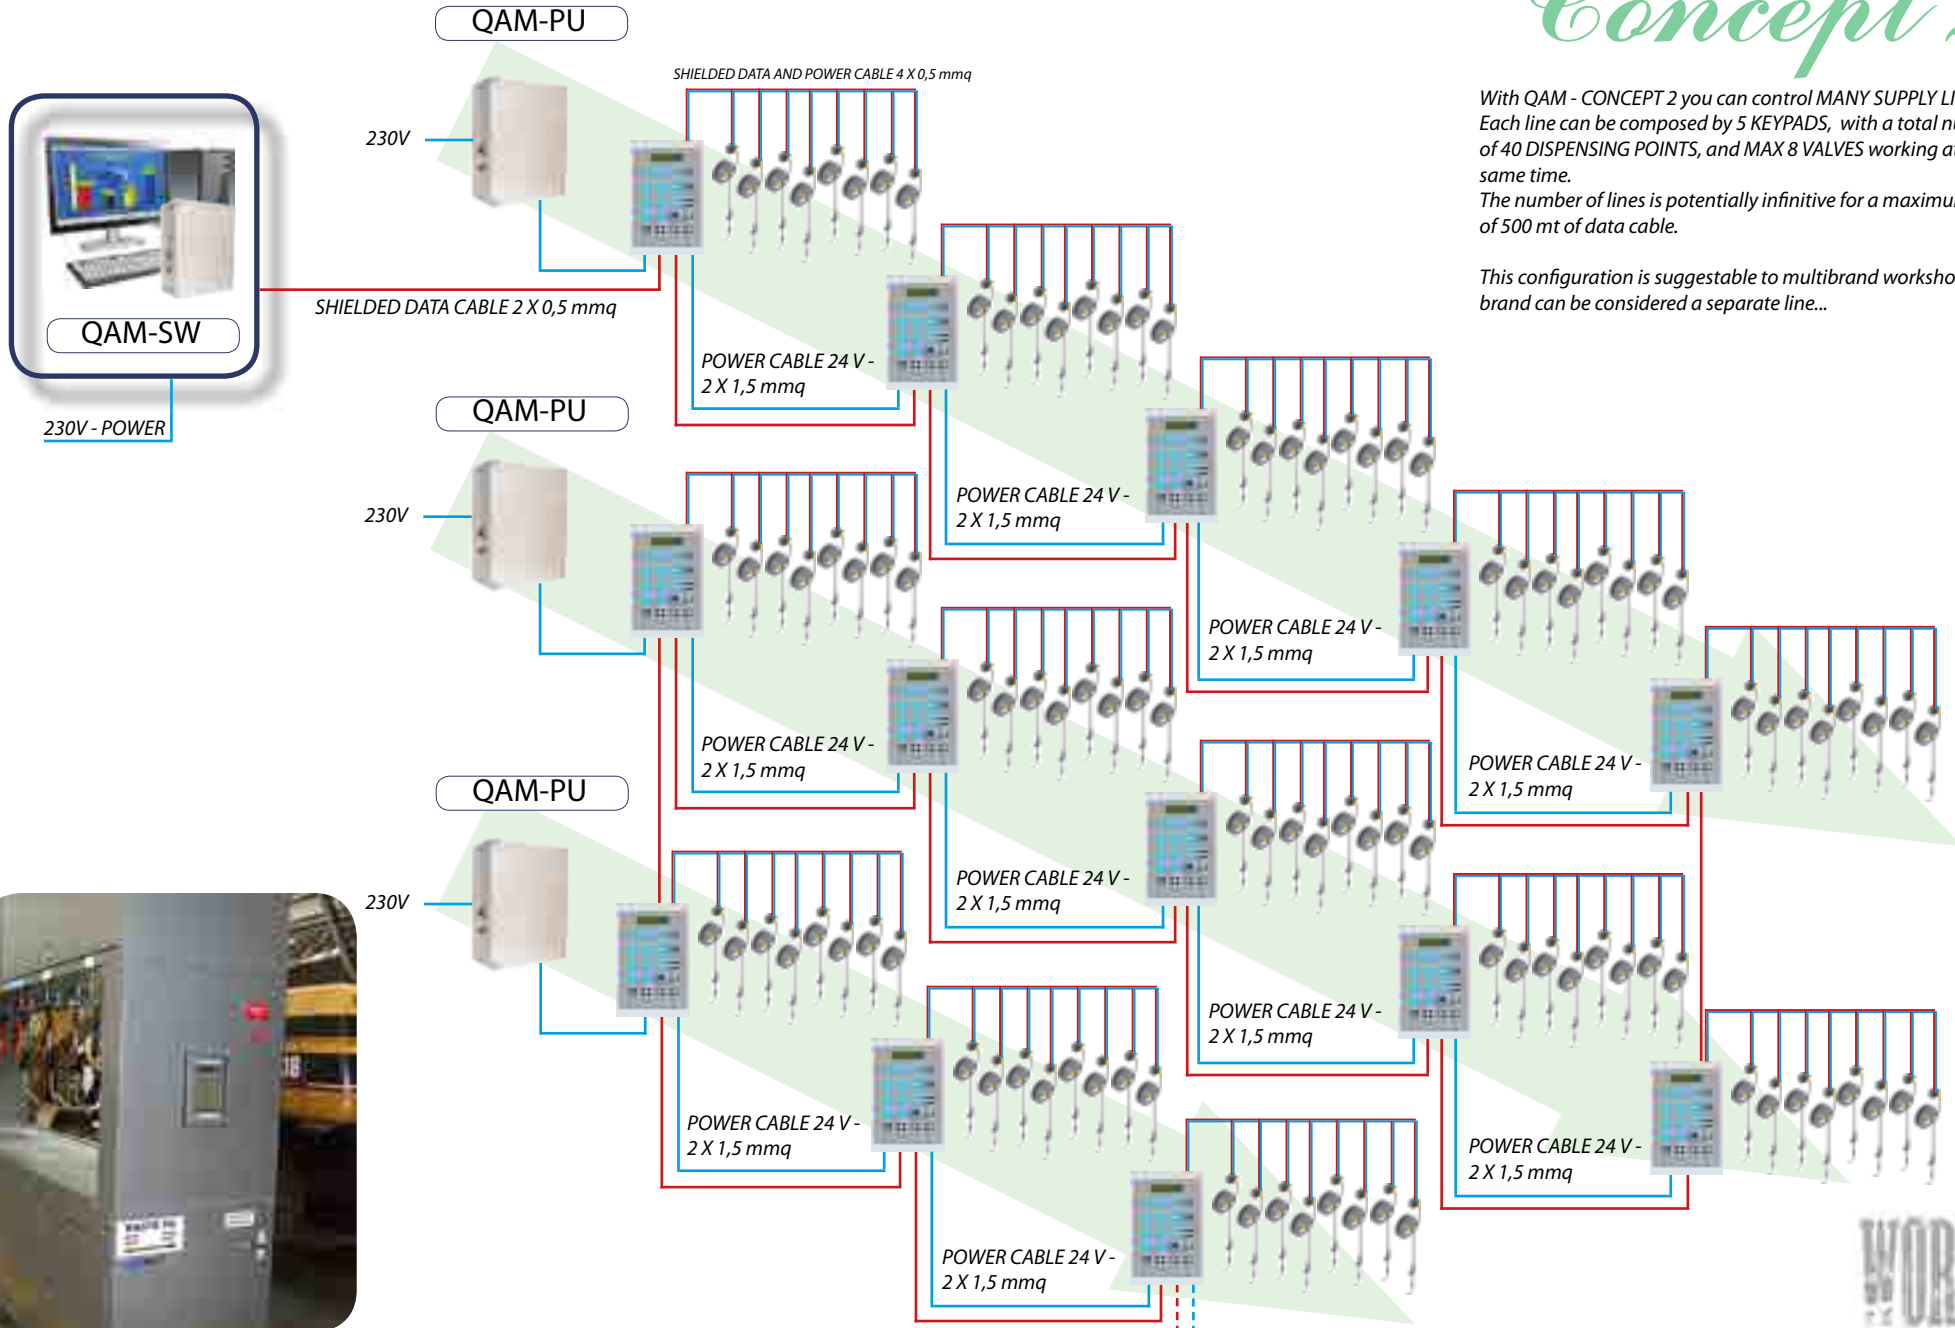 Concept
QAM-PU
SHIELDED DATA AND POWER CABLE 4 X 0,5 mmq
With QAM - CONCEPT 2 you can control MANY SUPPLY LI
Each line can be composed by 5 KEYPADS, with a total nu
of 40 DISPENSING POINTS, and MAX 8 VALVES working at
same time.
The number of lines is potentially infinitive for a maximu
of 500 mt of data cable.
This configuration is suggestable to multibrand worksho
brand can be considered a separate line...
230V
QAM-SW
SHIELDED DATA CABLE 2 X 0,5 mmq
230V - POWER
POWER CABLE 24 V -
2 X 1,5 mmq
POWER CABLE 24 V -
2 X 1,5 mmq
POWER CABLE 24 V -
2 X 1,5 mmq
POWER CABLE 24 V -
2 X 1,5 mmq
QAM-PU
230V
POWER CABLE 24 V -
2 X 1,5 mmq
POWER CABLE 24 V -
2 X 1,5 mmq
POWER CABLE 24 V -
2 X 1,5 mmq
POWER CABLE 24 V -
2 X 1,5 mmq
QAM-PU
230V
POWER CABLE 24 V -
2 X 1,5 mmq
POWER CABLE 24 V -
2 X 1,5 mmq
WOR